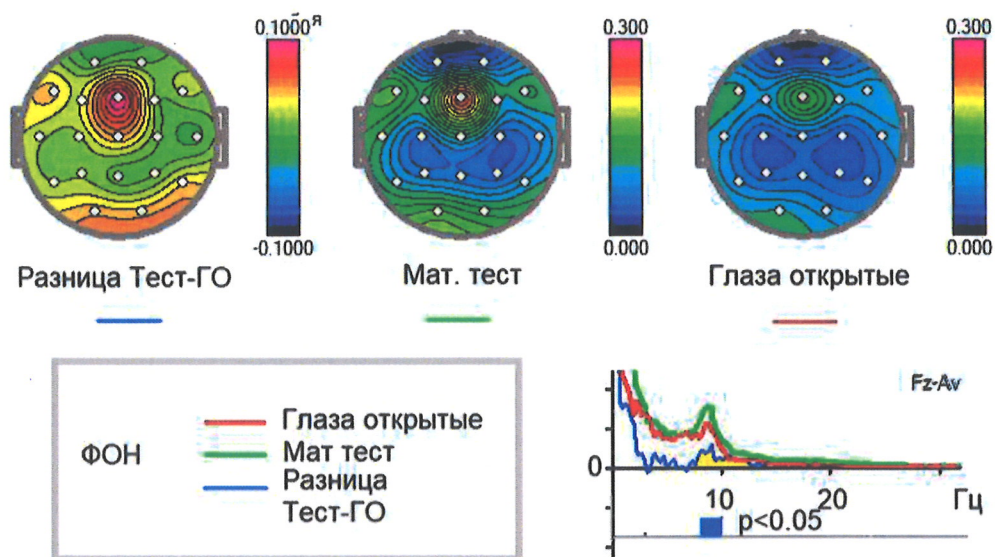 0.1000
0.300
0.300
-0.1000
0.000
0.000
Разница Тест-ГО
Мат. тест
Глаза открытые
ФОН
Глаза открытые
Мат тест
Разница
Тест-ГО
Fz-Av
0
10
20
Гц
p<0.05